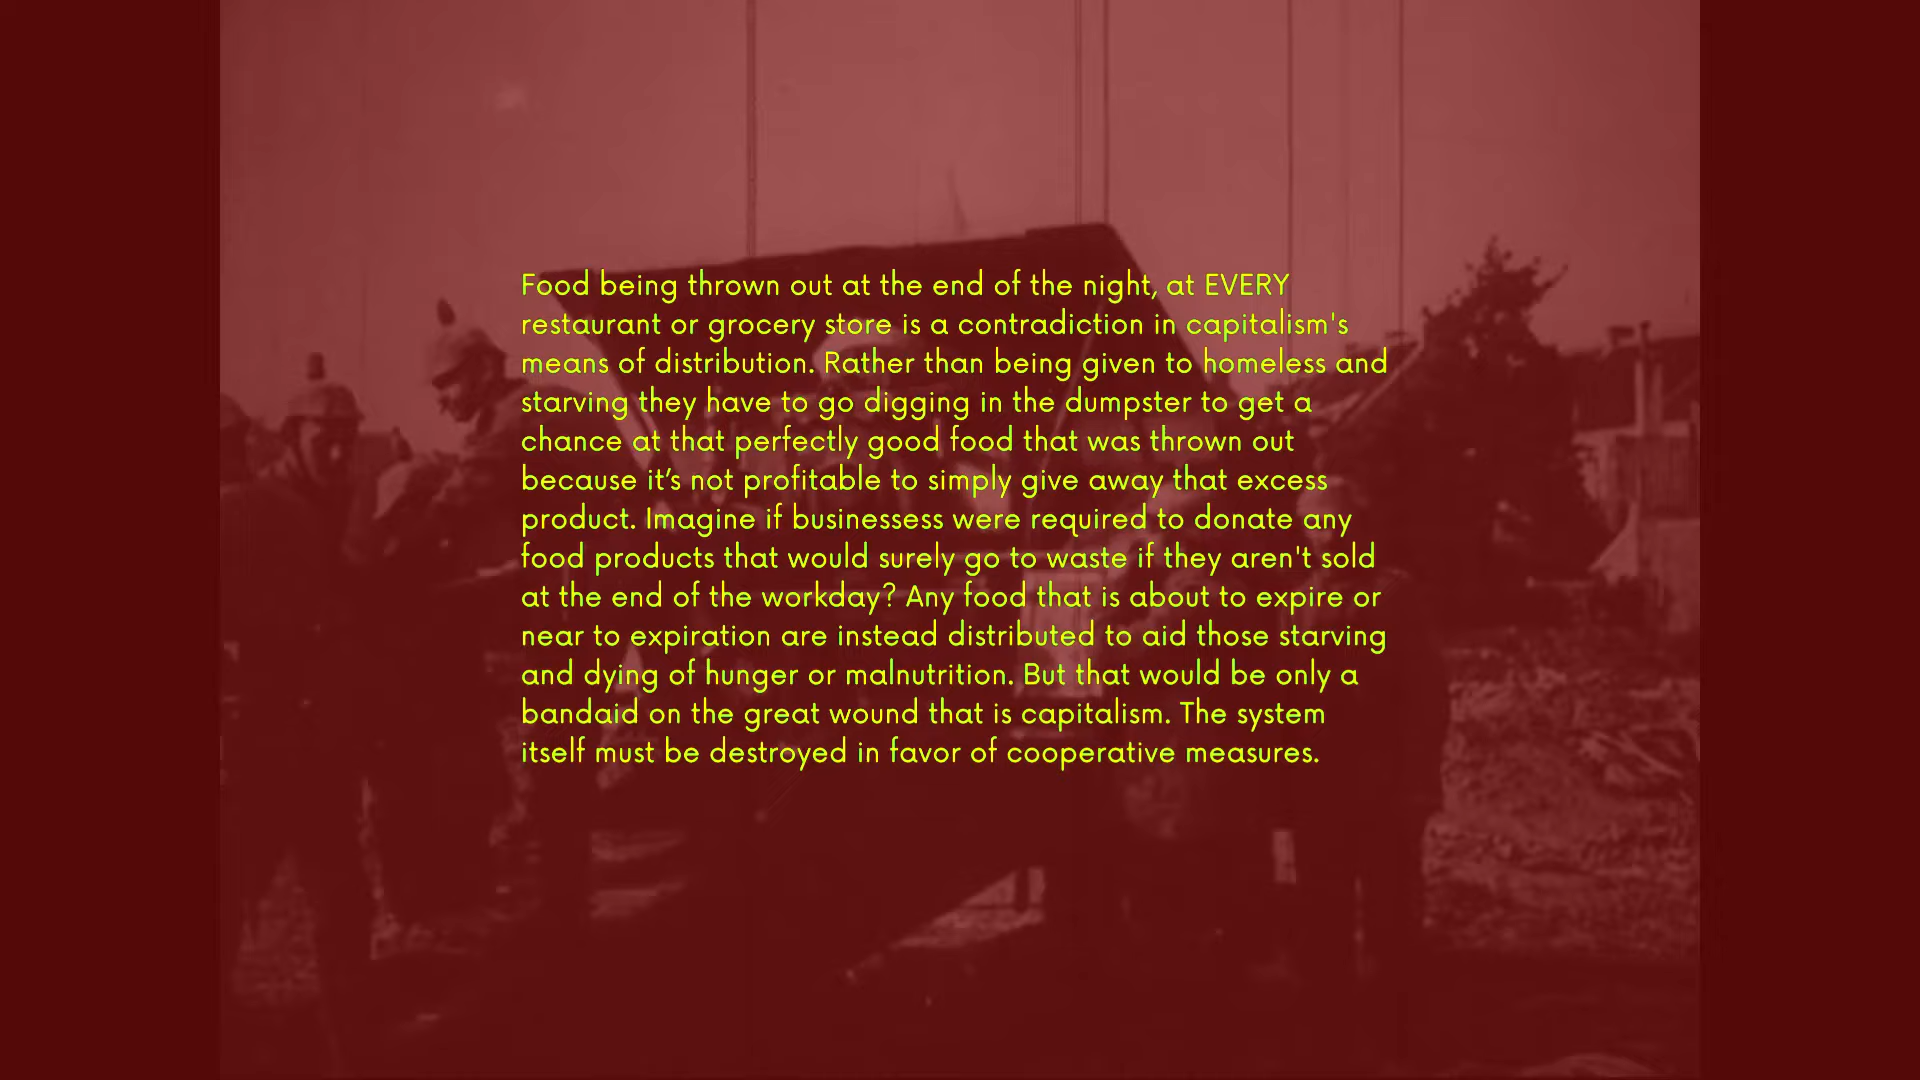 Food being thrown out at the end of the night, at EVERY
restaurant or grocery store is a contradiction in capitalism's
means of distribution. Rather than being given to homeless and
starving they have to go digging in the dumpster to get a
chance at that perfectly good food that was thrown out
because it’s not profitable to simply give away that excess
product. Imagine if businessess were required to donate any
food products that would surely go to waste if they aren't sold
at the end of the workday? Any food that is about to expire or
near to expiration are instead distributed to aid those starving
and dying of hunger or malnutrition. But that would be only a
bandaid on the great wound that is capitalism. The system
itself must be destroyed in favor of cooperative measures.